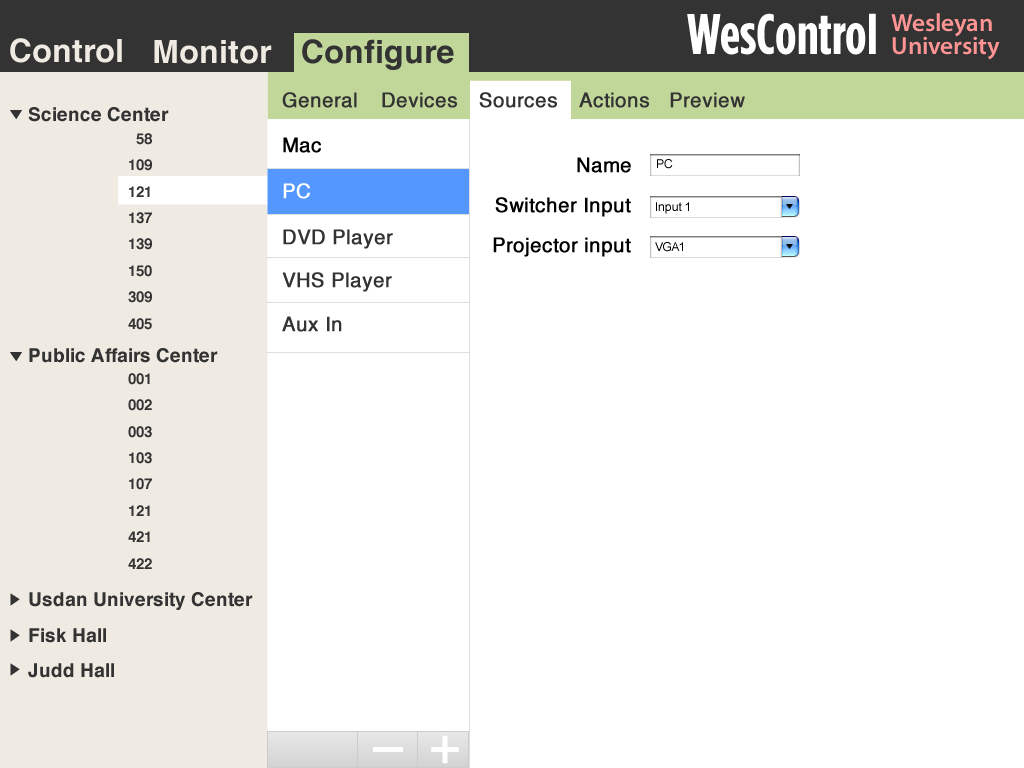 Control Monitor Configure
WesControl Wesleyan University
General Devices Sources Actions Preview
Science Center
58
109
121
137
139
150
309
405
Public Affairs Center
001
002
003
103
107
121
421
422
Usdan University Center
Fisk Hall
Judd Hall
Mac
PC
DVD Player
VHS Player
Aux In
Name PC
Switcher Input Input 1
Projector input VGA1